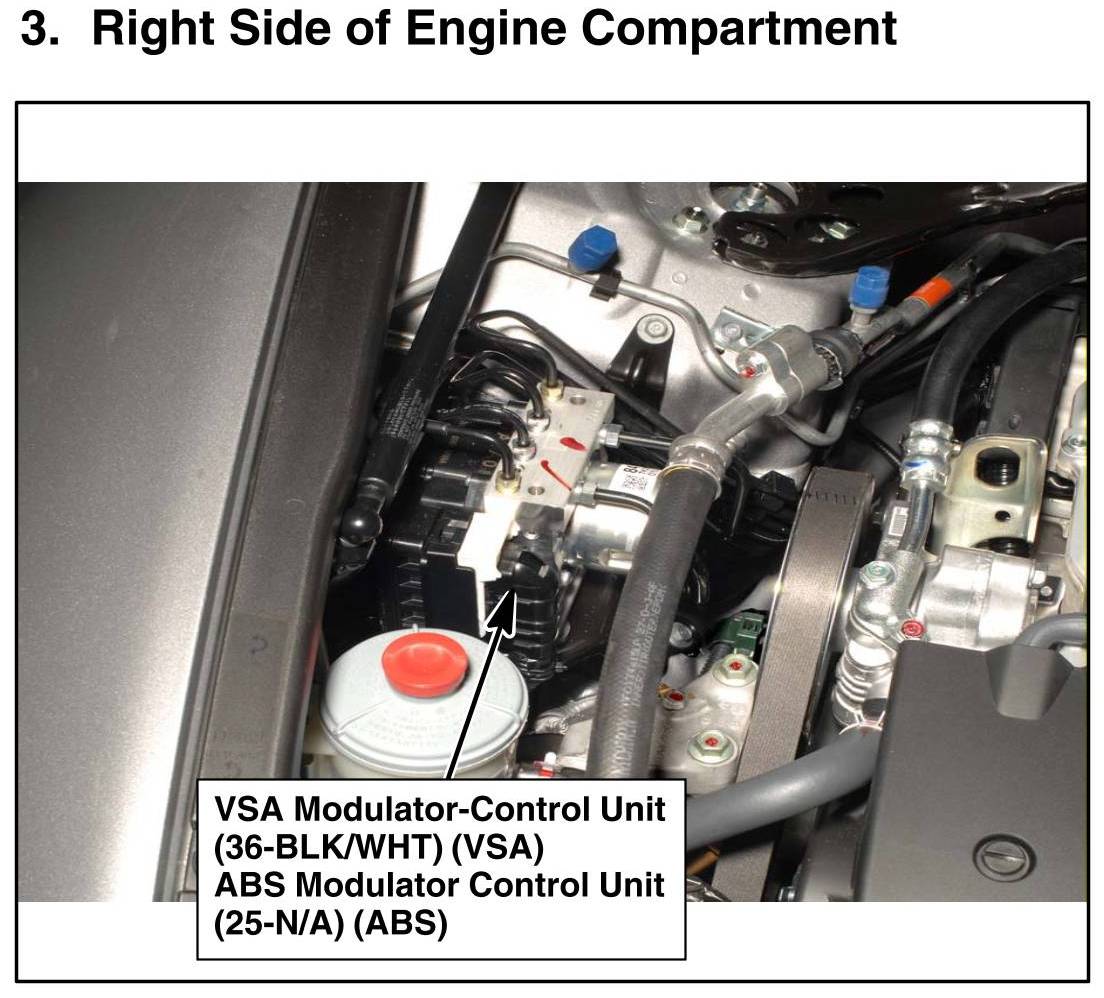 3. Right Side of Engine Compartment
VSA Modulator-Control Unit
(36-BLK/WHT) (VSA)
ABS Modulator Control Unit
(25-N/A) (ABS)